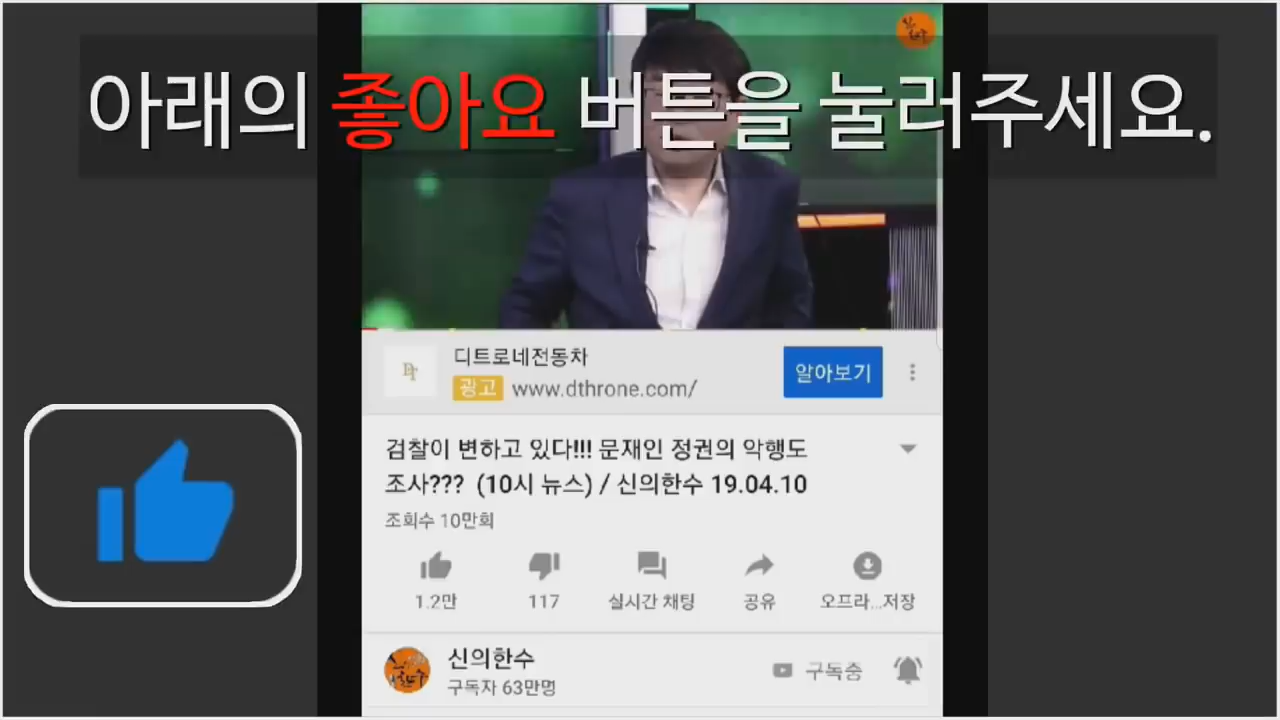 아래의 좋아요 버튼을 눌러주세요.
디트로네전동차
광고 www.dthrone.com/
알아보기
검찰이 변하고 있다!!! 문재인 정권의 악행도
조사??? (10시 뉴스) / 신의한수 19.04.10
조회수 10만회
1.2만 117 실시간 채팅 공유 오프라...저장
신의한수
구독자 63만명
구독중